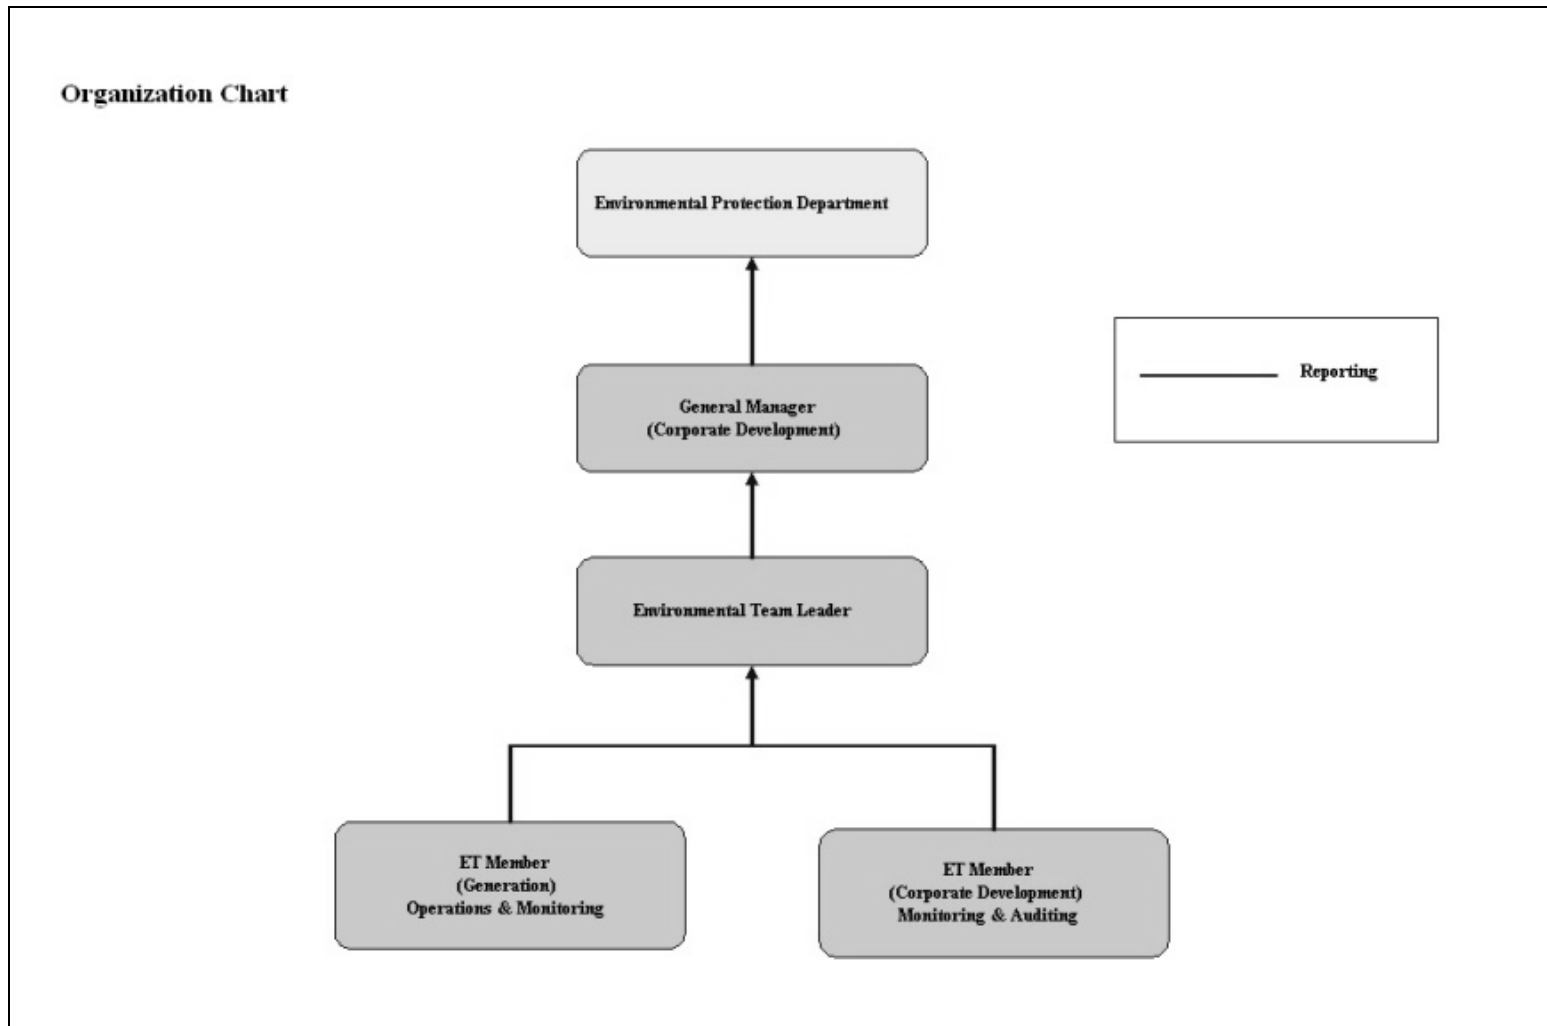 Organization Chart
Environmental Protection Department
General Manager
(Corporate Development)
Reporting
Environmental Team Leader
ET Member
(Generation)
Operations & Monitoring
ET Member
(Corporate Development)
Monitoring & Auditing